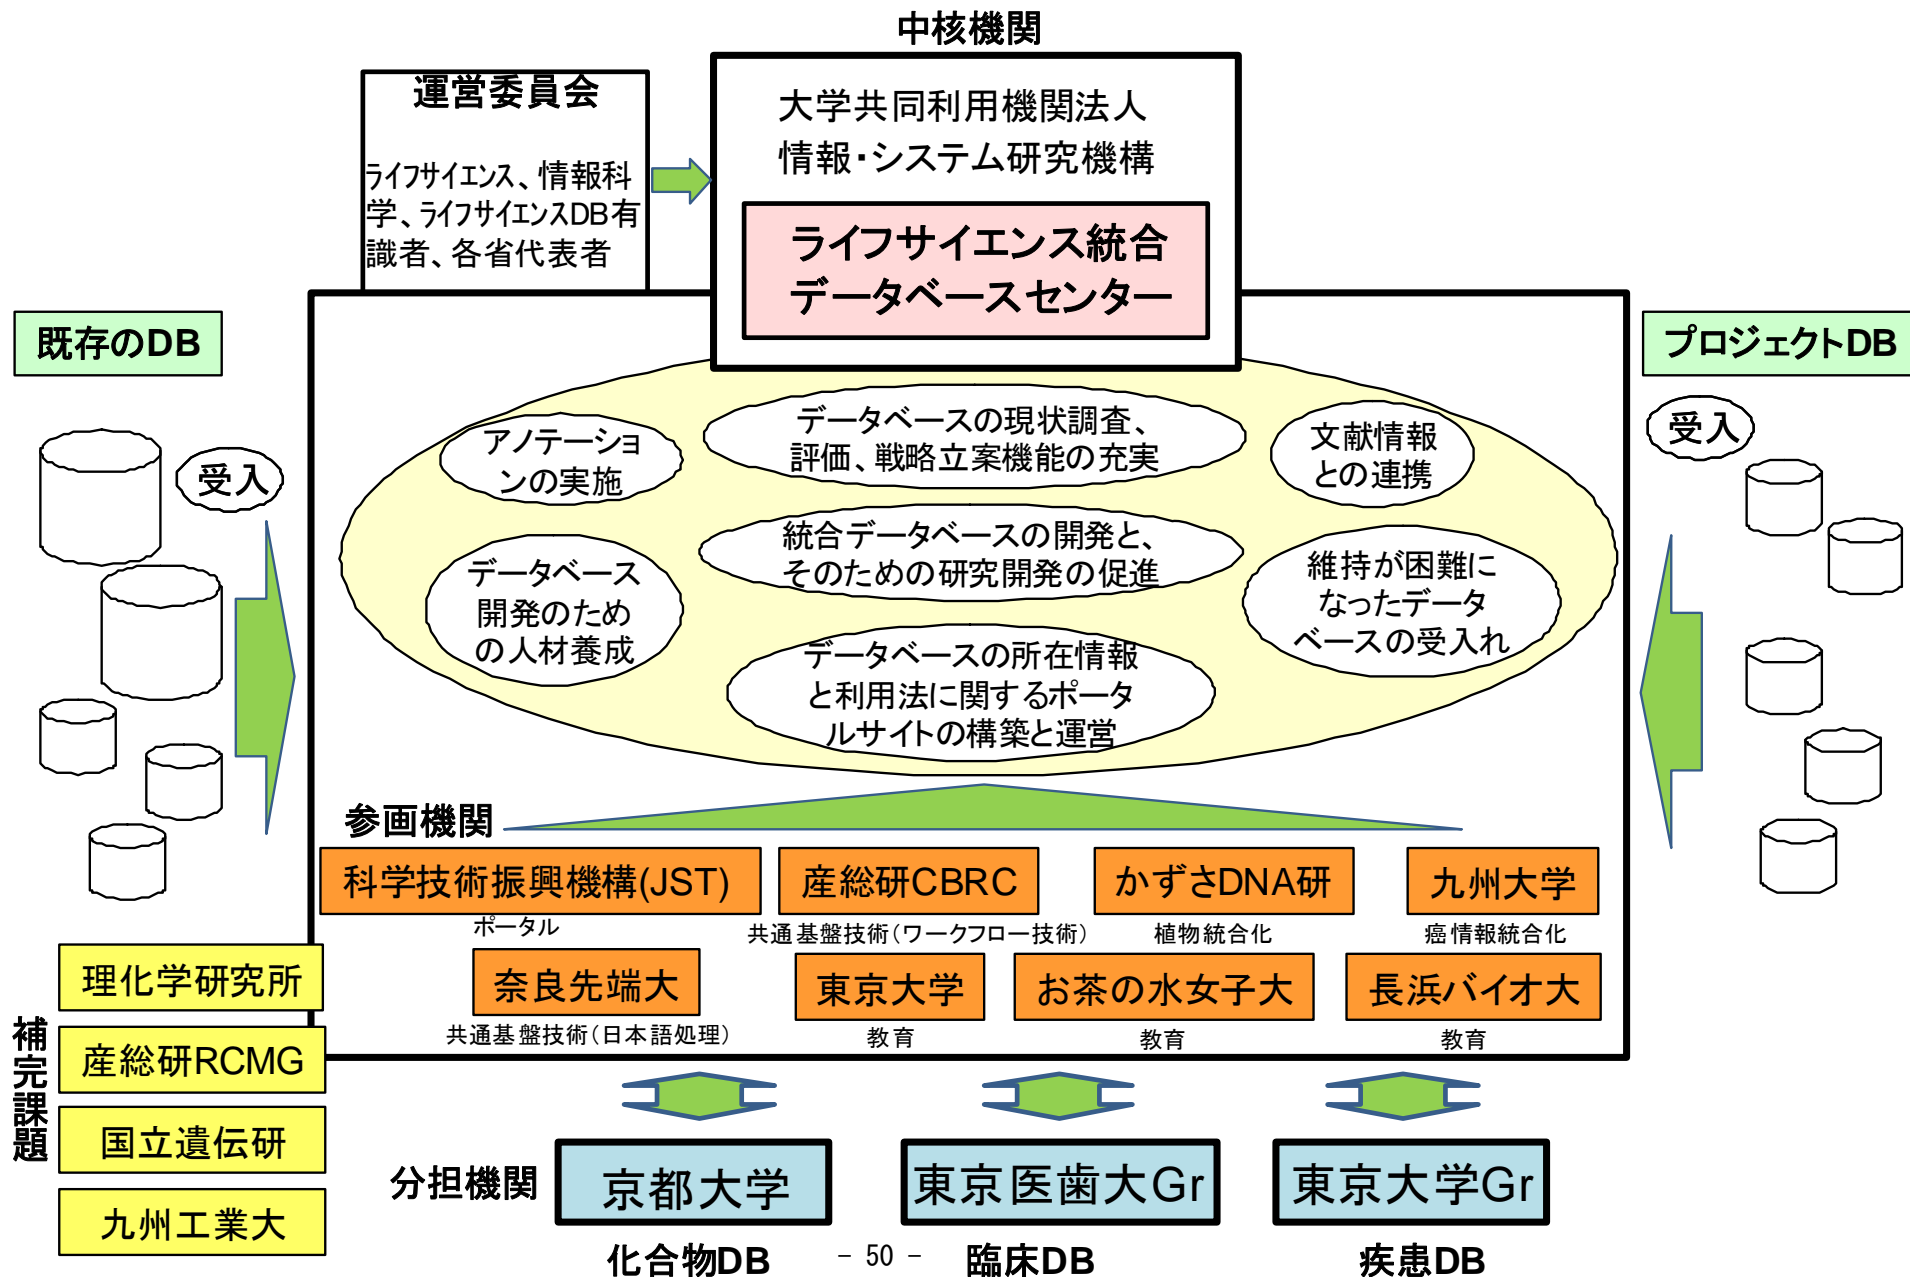 中核機関
運営委員会
ライフサイエンス、情報科
学、ライフサイエンスDB有
識者、各省代表者
大学共同利用機関法人
情報・システム研究機構
ライフサイエンス統合
データベースセンター
既存のDB
受入
プロジェクトDB
受入
アノテーショ
ンの実施
データベースの現状調査、
評価、戦略立案機能の充実
文献情報
との連携
データベース
開発のため
の人材養成
統合データベースの開発と、
そのための研究開発の促進
維持が困難に
なったデータ
ベースの受入れ
データベースの所在情報
と利用法に関するポータ
ルサイトの構築と運営
参画機関
科学技術振興機構(JST)
ポータル
産総研CBRC
共通基盤技術(ワークフロー技術)
かずさDNA研
植物統合化
九州大学
癌情報統合化
奈良先端大
共通基盤技術(日本語処理)
東京大学
教育
お茶の水女子大
教育
長浜バイオ大
教育
補完課題
理化学研究所
産総研RCMG
国立遺伝研
九州工業大
分担機関
京都大学
化合物DB
東京医歯大Gr
臨床DB
東京大学Gr
疾患DB
- 50 -